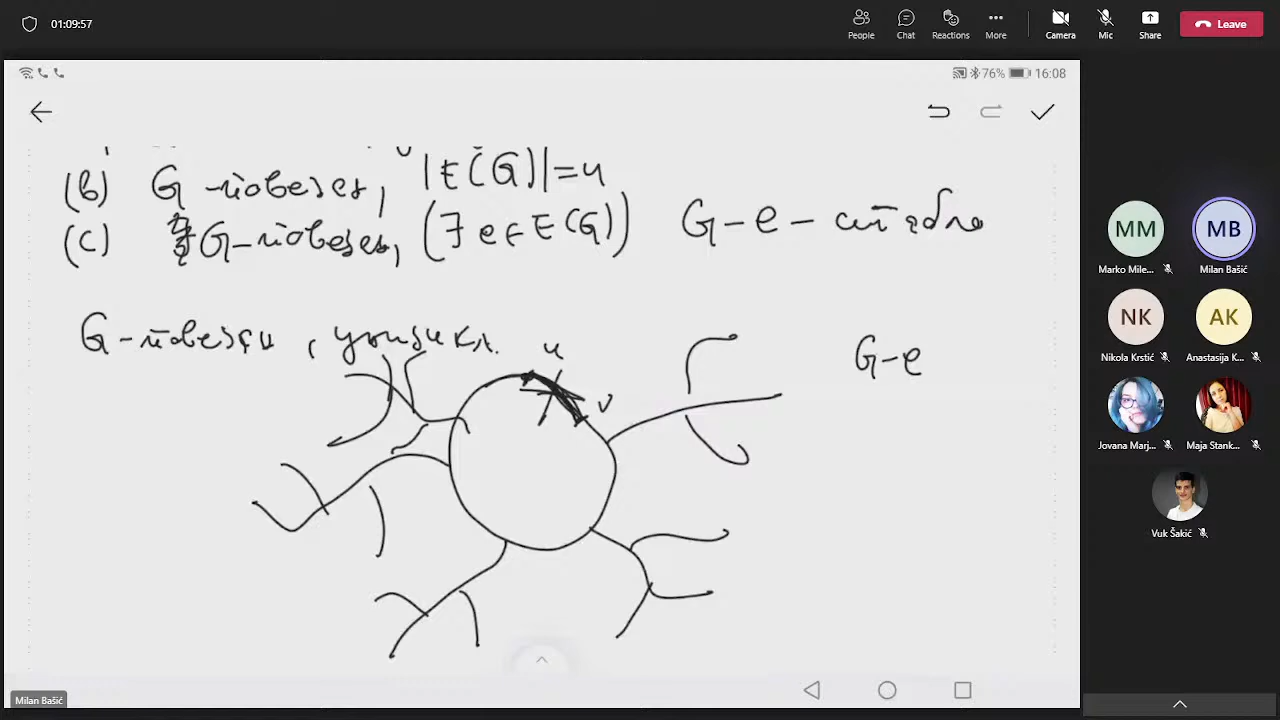 01:09:57
People Chat Reactions More Camera Mic Share Leave
76% 16:08
(b) G-повезан, |E(G)|=n
(c) G-повезан, (∃ e∈E(G)) G-e - стабло
G-повезан, уницикл.
u
v
G-e
MM MB
Marko Mile... Milan Bašić
NK AK
Nikola Krstić Anastasija K...
Jovana Marj... Maja Stank...
Vuk Šakić
Milan Bašić